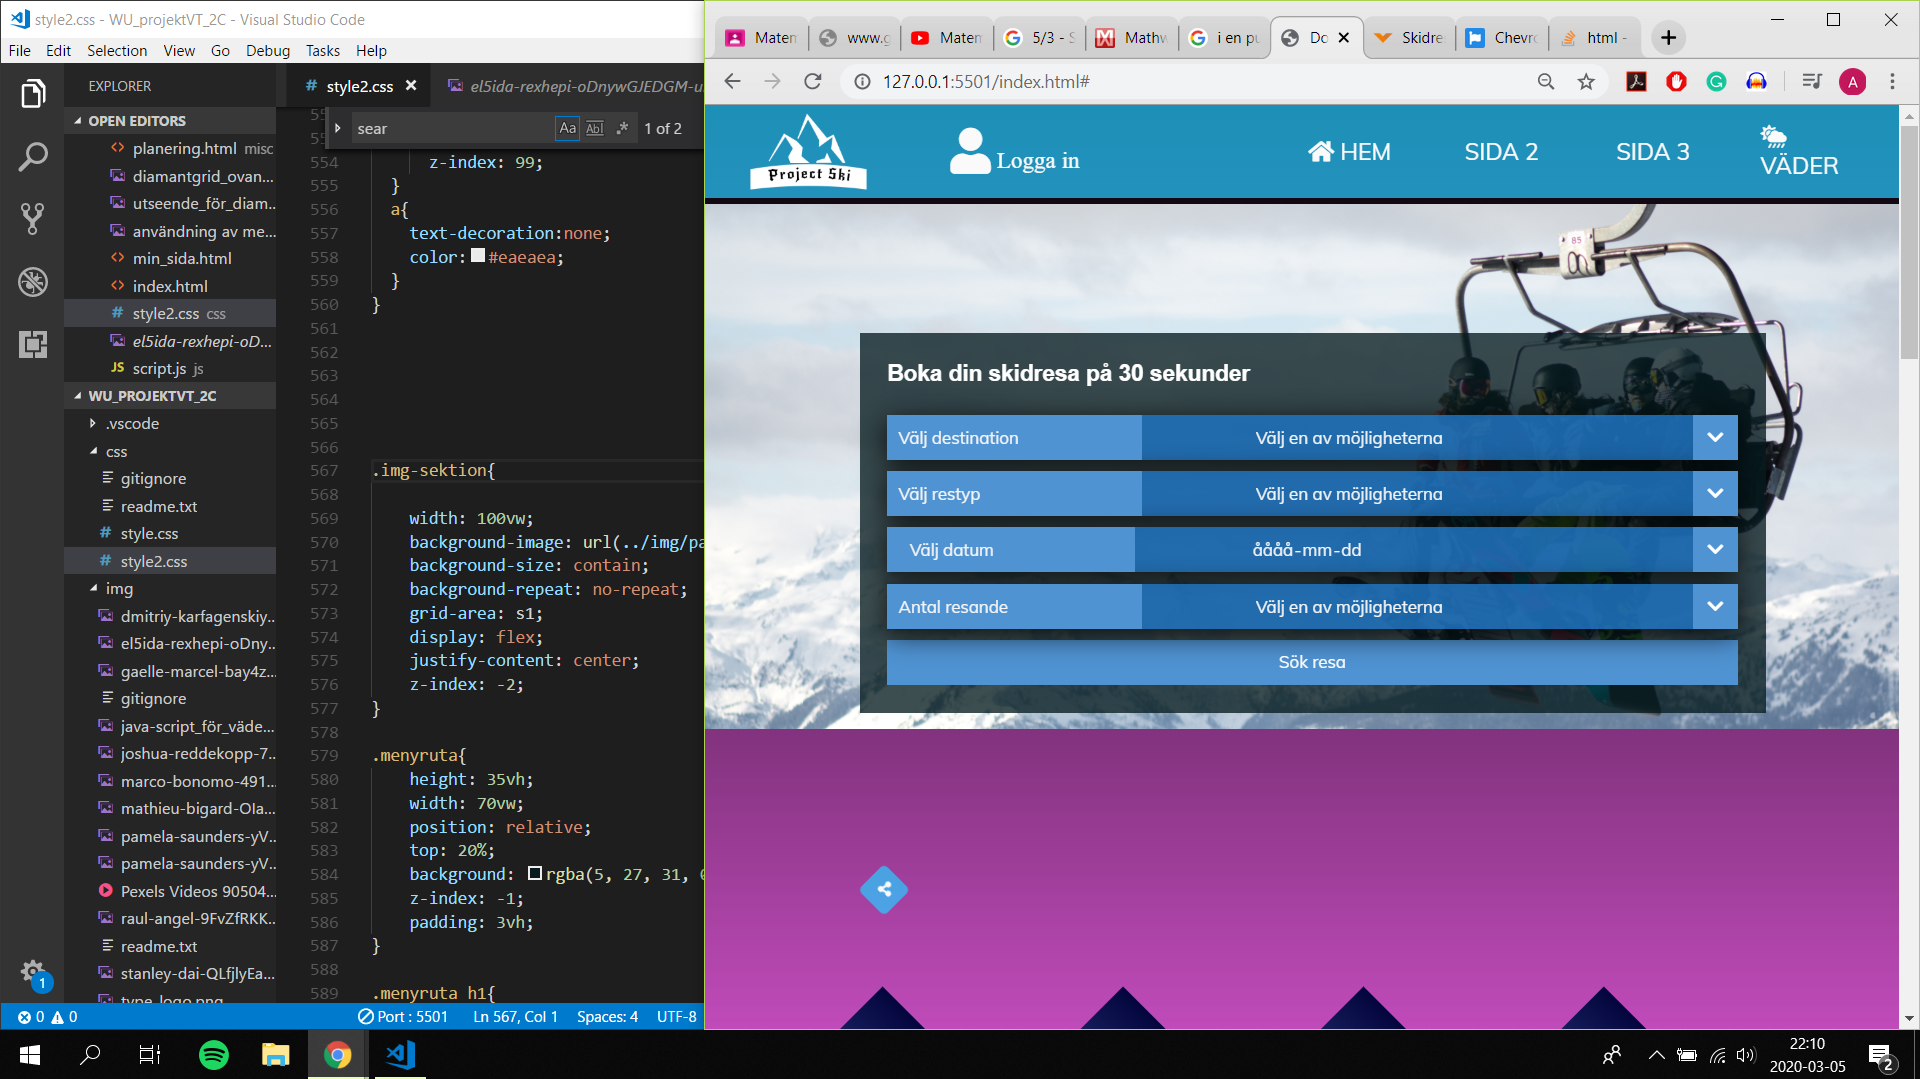 style2.css - WU_projektVT_2C - Visual Studio Code
File Edit Selection View Go Debug Tasks Help
EXPLORER
OPEN EDITORS
planering.html misc
diamantgrid_ovan...
utseende_för_diam...
användning av me...
min_sida.html
index.html
style2.css css
el5ida-rexhepi-oD...
JS script.js js
WU_PROJEKTVT_2C
.vscode
css
gitignore
readme.txt
style.css
style2.css
img
dmitriy-karfagenskiy...
el5ida-rexhepi-oDny...
gaelle-marcel-bay4z...
gitignore
java-script_för_väde...
joshua-reddekopp-7...
marco-bonomo-491...
mathieu-bigard-OIa...
pamela-saunders-yV...
pamela-saunders-yV...
Pexels Videos 90504...
raul-angel-9FvZfRKK...
readme.txt
stanley-dai-QLfjlyEa...
type_logo.png
1
# style2.css
el5ida-rexhepi-oDnywGJEDGM-u
sear Aa Abl .* 1 of 2
554 z-index: 99;
555 }
556 a{
557 text-decoration:none;
558 color: #eaeaea;
559 }
560 }
561
562
563
564
565
566
567 .img-sektion{
568
569 width: 100vw;
570 background-image: url(../img/pa
571 background-size: contain;
572 background-repeat: no-repeat;
573 grid-area: s1;
574 display: flex;
575 justify-content: center;
576 z-index: -2;
577 }
578
579 .menyruta{
580 height: 35vh;
581 width: 70vw;
582 position: relative;
583 top: 20%;
584 background: rgba(5, 27, 31, 0
585 z-index: -1;
586 padding: 3vh;
587 }
588
589 .menyruta h1{
0 0 Port : 5501 Ln 567, Col 1 Spaces: 4 UTF-8
Matem www.g Matem 5/3 - S Mathw i en pu Do Skidre Chevro html -
127.0.0.1:5501/index.html#
A
Project Ski
Logga in
HEM
SIDA 2
SIDA 3
VÄDER
85
Boka din skidresa på 30 sekunder
Välj destination Välj en av möjligheterna
Välj restyp Välj en av möjligheterna
Välj datum åååå-mm-dd
Antal resande Välj en av möjligheterna
Sök resa
22:10
2020-03-05
2